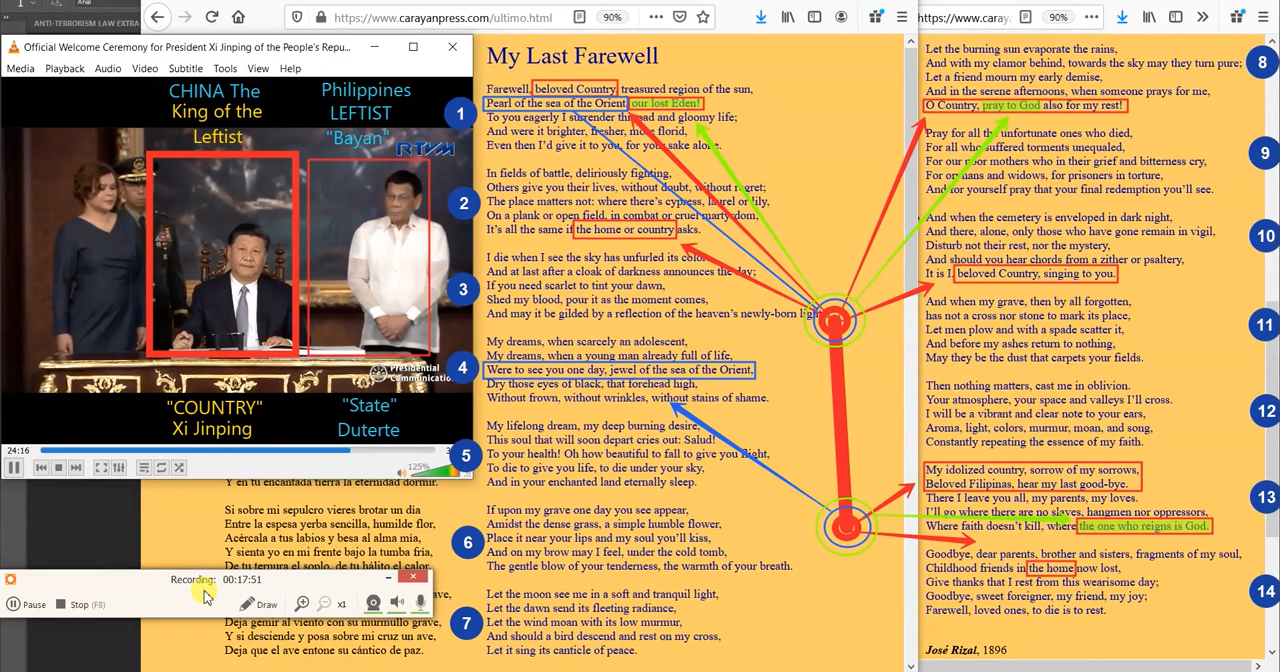 Arial
ANTI-TERRORISM LAW EXTRA
https://www.carayanpress.com/ultimo.html
90%
https://www.caraya
90%
Official Welcome Ceremony for President Xi Jinping of the People's Repu...
Media Playback Audio Video Subtitle Tools View Help
CHINA The
King of the
Leftist
Philippines
LEFTIST
"Bayan"
RTVM
Presidential
Communica
"COUNTRY"
Xi Jinping
"State"
Duterte
24:16
125%
My Last Farewell
1
Farewell, beloved Country, treasured region of the sun,
Pearl of the sea of the Orient, our lost Eden!
To you eagerly I surrender this sad and gloomy life;
And were it brighter, fresher, more florid,
Even then I'd give it to you, for your sake alone.
2
In fields of battle, deliriously fighting,
Others give you their lives, without doubt, without regret;
The place matters not: where there's cypress, laurel or lily,
On a plank or open field, in combat or cruel martyrdom,
It's all the same if the home or country asks.
3
I die when I see the sky has unfurled its colo
And at last after a cloak of darkness announces the day;
If you need scarlet to tint your dawn,
Shed my blood, pour it as the moment comes,
And may it be gilded by a reflection of the heaven's newly-born ligh
4
My dreams, when scarcely an adolescent,
My dreams, when a young man already full of life,
Were to see you one day, jewel of the sea of the Orient,
Dry those eyes of black, that forehead high,
Without frown, without wrinkles, without stains of shame.
5
My lifelong dream, my deep burning desire,
This soul that will soon depart cries out: Salud!
To your health! Oh how beautiful to fall to give you flight,
To die to give you life, to die under your sky,
And in your enchanted land eternally sleep.
6
If upon my grave one day you see appear,
Amidst the dense grass, a simple humble flower,
Place it near your lips and my soul you'll kiss,
And on my brow may I feel, under the cold tomb,
The gentle blow of your tenderness, the warmth of your breath.
7
Let the moon see me in a soft and tranquil light,
Let the dawn send its fleeting radiance,
Let the wind moan with its low murmur,
And should a bird descend and rest on my cross,
Let it sing its canticle of peace.
8
Let the burning sun evaporate the rains,
And with my clamor behind, towards the sky may they turn pure;
Let a friend mourn my early demise,
And in the serene afternoons, when someone prays for me,
O Country, pray to God also for my rest!
9
Pray for all the unfortunate ones who died,
For all who suffered torments unequaled,
For our poor mothers who in their grief and bitterness cry,
For orphans and widows, for prisoners in torture,
And for yourself pray that your final redemption you'll see.
10
And when the cemetery is enveloped in dark night,
And there, alone, only those who have gone remain in vigil,
Disturb not their rest, nor the mystery,
And should you hear chords from a zither or psaltery,
It is I, beloved Country, singing to you.
11
And when my grave, then by all forgotten,
has not a cross nor stone to mark its place,
Let men plow and with a spade scatter it,
And before my ashes return to nothing,
May they be the dust that carpets your fields.
12
Then nothing matters, cast me in oblivion.
Your atmosphere, your space and valleys I'll cross.
I will be a vibrant and clear note to your ears,
Aroma, light, colors, murmur, moan, and song,
Constantly repeating the essence of my faith.
13
My idolized country, sorrow of my sorrows,
Beloved Filipinas, hear my last good-bye.
There I leave you all, my parents, my loves.
I'll go where there are no slaves, hangmen nor oppressors,
Where faith doesn't kill, where the one who reigns is God.
14
Goodbye, dear parents, brother and sisters, fragments of my soul,
Childhood friends in the home now lost,
Give thanks that I rest from this wearisome day;
Goodbye, sweet foreigner, my friend, my joy;
Farewell, loved ones, to die is to rest.
José Rizal, 1896
Y en tu encantada tierra la eternidad dormir.
Si sobre mi sepulcro vieres brotar un día
Entre la espesa yerba sencilla, humilde flor,
Acércala a tus labios y besa al alma mía,
Y sienta yo en mi frente bajo la tumba fría,
De tu ternura el soplo, de tu hálito el calor.
Recording: 00:17:51
Pause
Stop (F8)
Draw
x1
Deja gemir al viento con su murmullo grave,
Y si desciende y posa sobre mi cruz un ave,
Deja que el ave entone su cántico de paz.